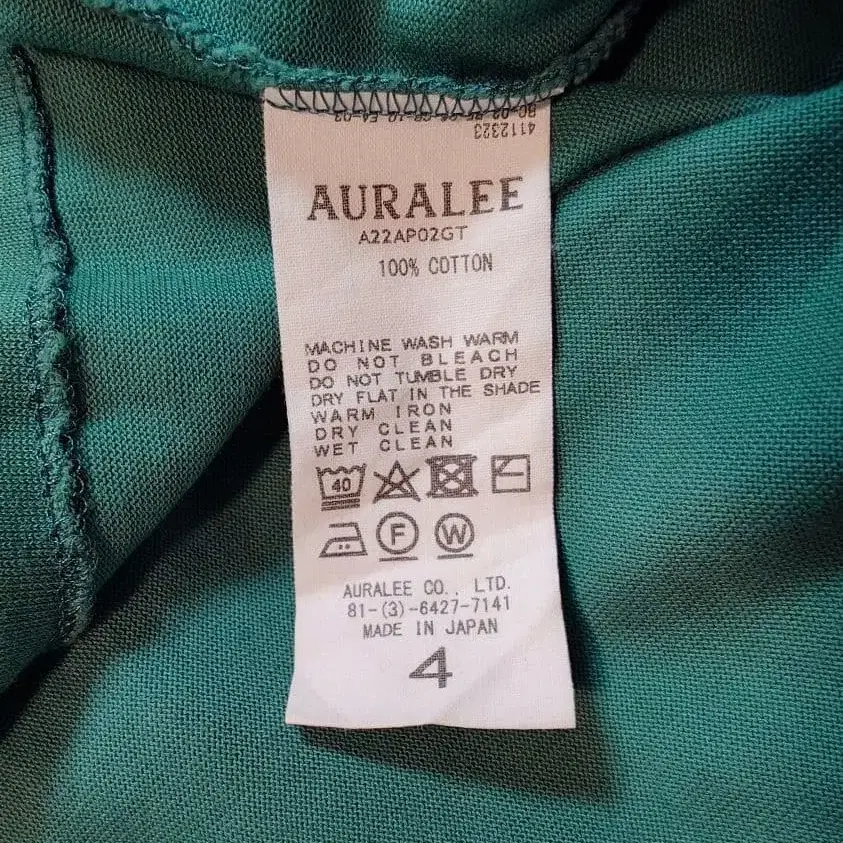 4112323
AURALEE
A22AP02GT
100% COTTON
MACHINE WASH WARM
DO NOT BLEACH
DO NOT TUMBLE DRY
DRY FLAT IN THE SHADE
WARM IRON
DRY CLEAN
WET CLEAN
40
F W
AURALEE CO., LTD.
81-(3)-6427-7141
MADE IN JAPAN
4